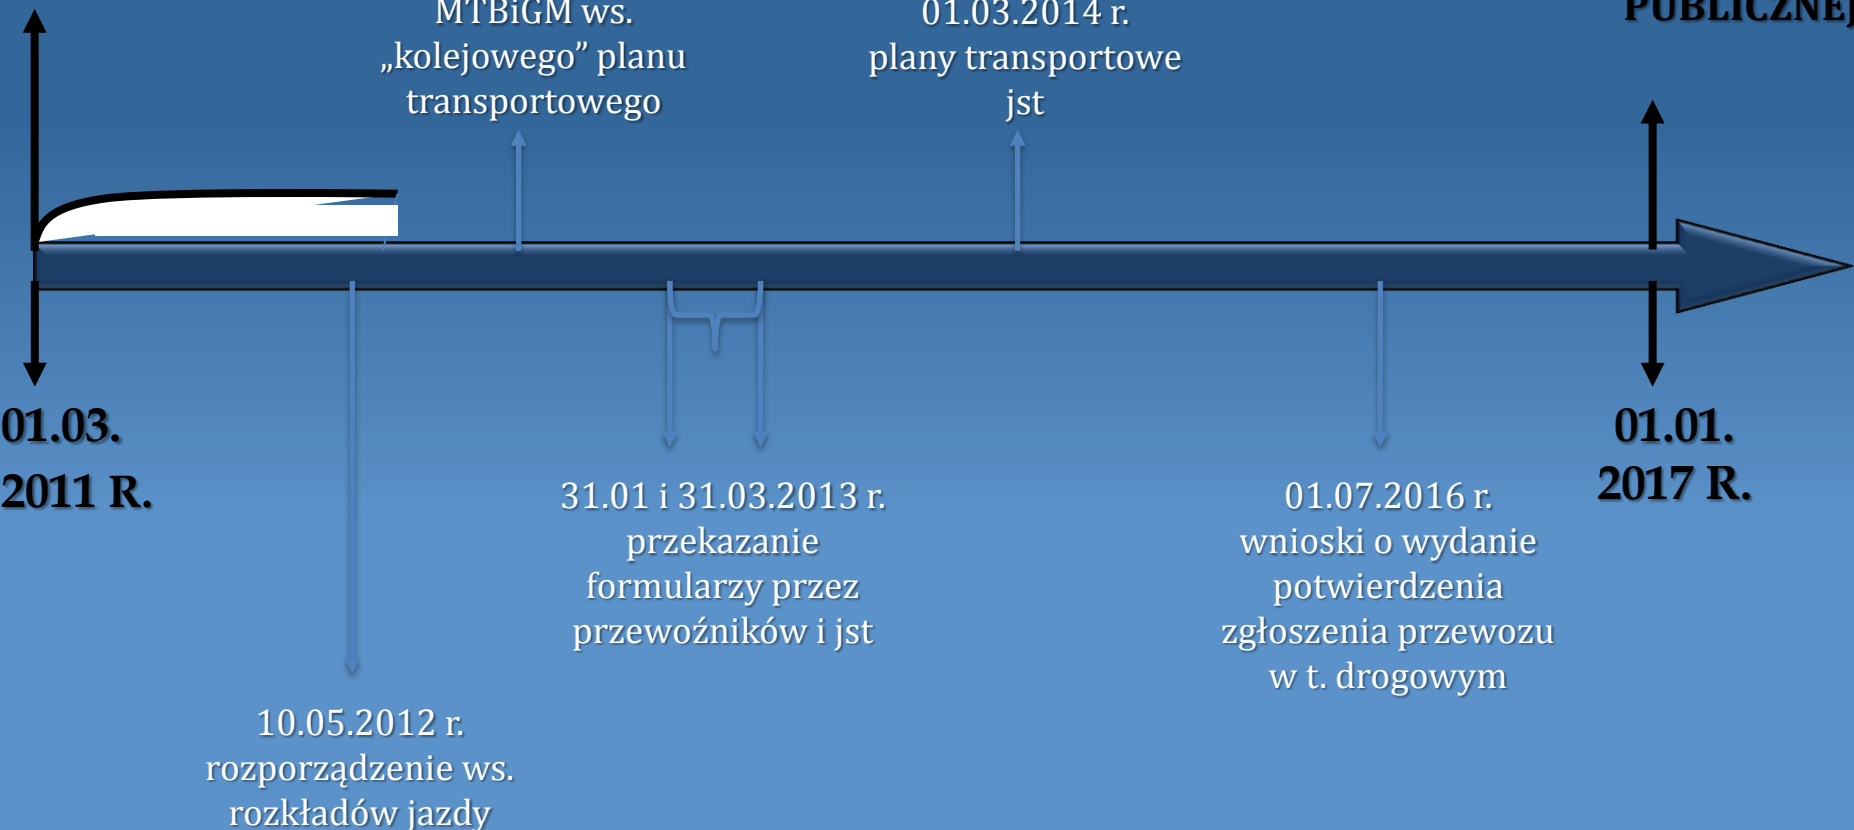 MTBiGM ws.
„kolejowego” planu
transportowego
01.03.2014 r.
plany transportowe
jst
PUBLICZNEJ
01.03.
2011 R.
31.01 i 31.03.2013 r.
przekazanie
formularzy przez
przewoźników i jst
01.07.2016 r.
wnioski o wydanie
potwierdzenia
zgłoszenia przewozu
w t. drogowym
01.01.
2017 R.
10.05.2012 r.
rozporządzenie ws.
rozkładów jazdy